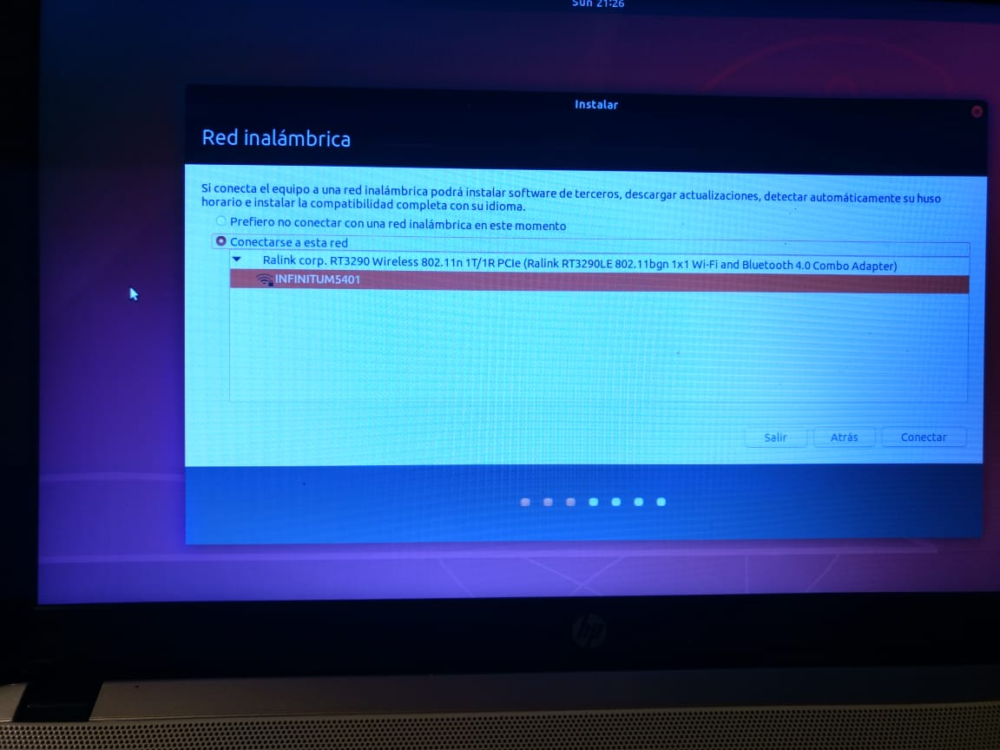 Sun 21:26
Instalar
Red inalámbrica
Si conecta el equipo a una red inalámbrica podrá instalar software de terceros, descargar actualizaciones, detectar automáticamente su huso
horario e instalar la compatibilidad completa con su idioma.
Prefiero no conectar con una red inalámbrica en este momento
Conectarse a esta red
Ralink corp. RT3290 Wireless 802.11n 1T/1R PCIe (Ralink RT3290LE 802.11bgn 1x1 Wi-Fi and Bluetooth 4.0 Combo Adapter)
INFINITUM5401
Salir Atrás Conectar
hp